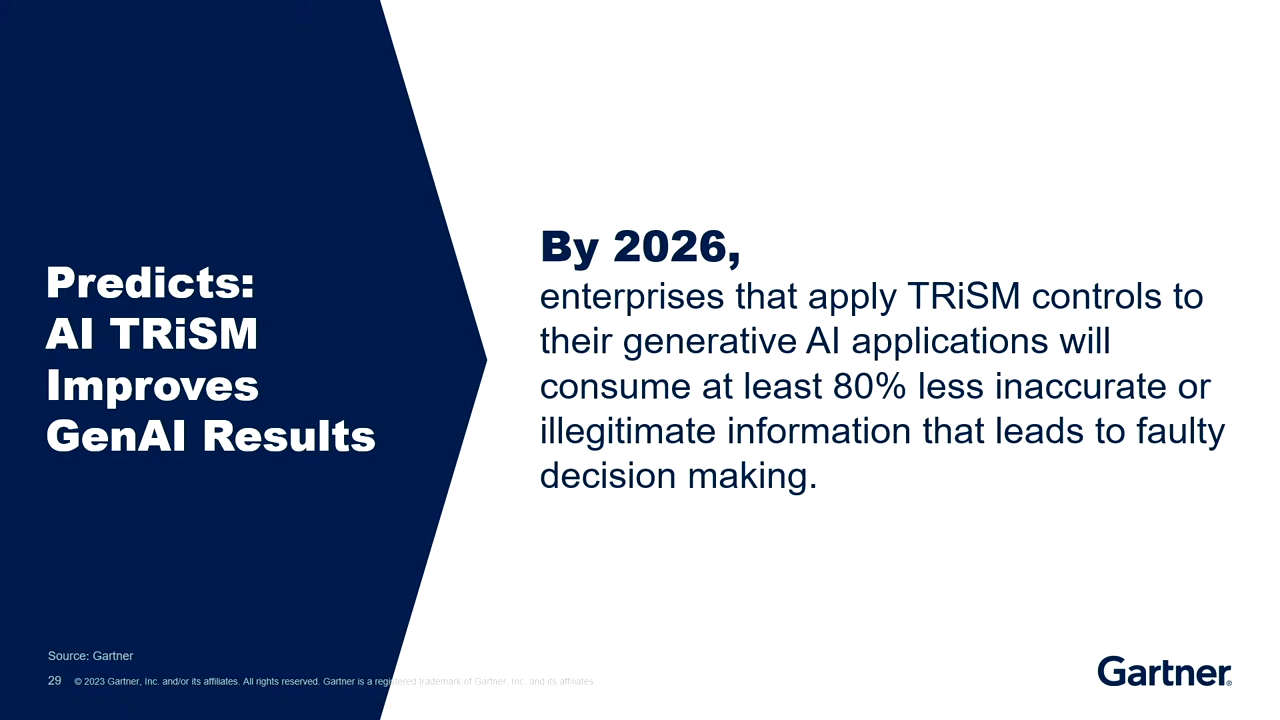 Predicts:
AI TRiSM
Improves
GenAI Results
By 2026,
enterprises that apply TRiSM controls to
their generative AI applications will
consume at least 80% less inaccurate or
illegitimate information that leads to faulty
decision making.
Source: Gartner
29 © 2023 Gartner, Inc. and/or its affiliates. All rights reserved. Gartner is a registered trademark of Gartner, Inc. and its affiliates.
Gartner®